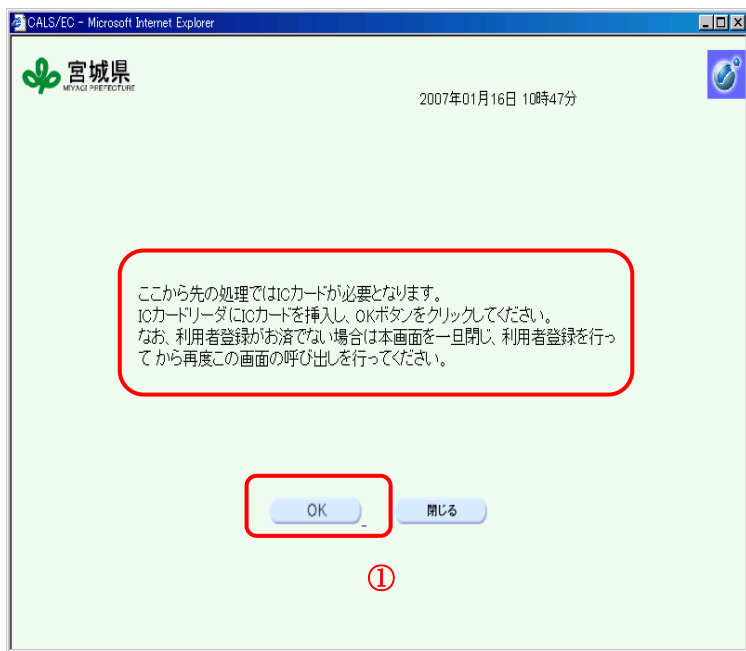 CALS/EC - Microsoft Internet Explorer
宮城県
MIYAGI PREFECTURE
2007年01月16日 10時47分
ここから先の処理ではICカードが必要となります。
ICカードリーダにICカードを挿入し、OKボタンをクリックしてください。
なお、利用者登録がお済でない場合は本画面を一旦閉じ、利用者登録を行っ
て から再度この画面の呼び出しを行ってください。
OK 閉じる
①